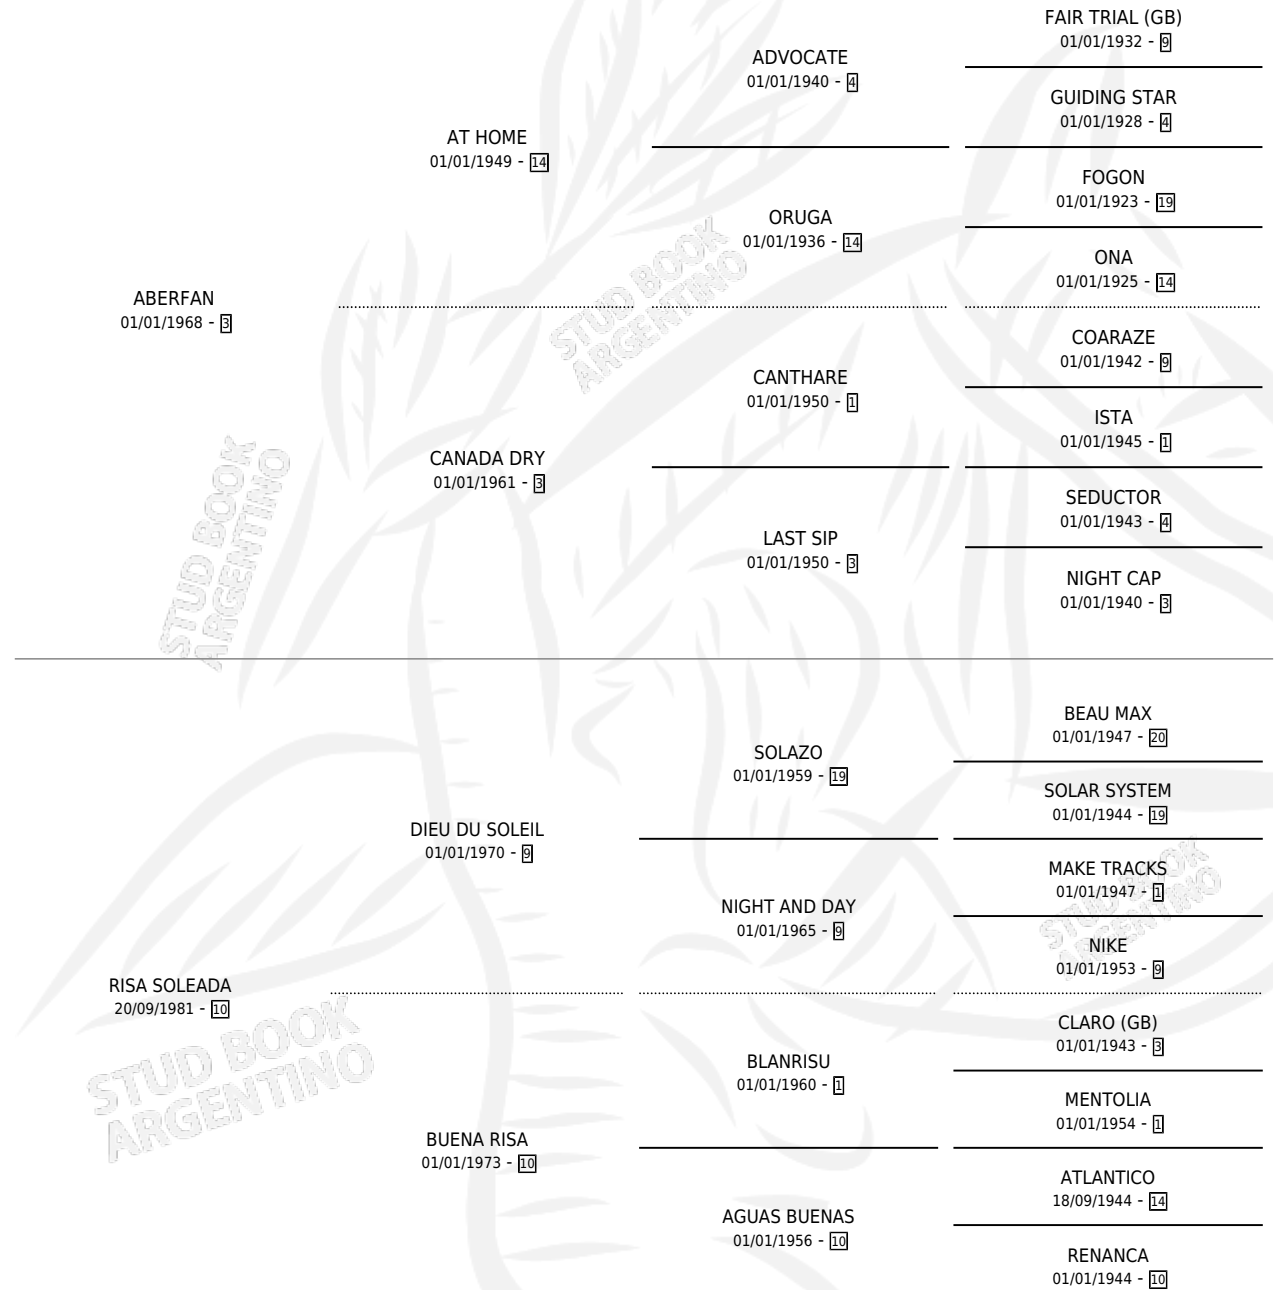 FAIR TRIAL (GB)
01/01/1932 - 9
ADVOCATE
01/01/1940 - 4
GUIDING STAR
01/01/1928 - 4
AT HOME
01/01/1949 - 14
FOGON
01/01/1923 - 19
ORUGA
01/01/1936 - 14
ONA
01/01/1925 - 14
ABERFAN
01/01/1968 - 3
COARAZE
01/01/1942 - 9
CANTHARE
01/01/1950 - 1
ISTA
01/01/1945 - 1
CANADA DRY
01/01/1961 - 3
SEDUCTOR
01/01/1943 - 4
LAST SIP
01/01/1950 - 3
NIGHT CAP
01/01/1940 - 3
BEAU MAX
01/01/1947 - 20
SOLAZO
01/01/1959 - 19
SOLAR SYSTEM
01/01/1944 - 19
DIEU DU SOLEIL
01/01/1970 - 9
MAKE TRACKS
01/01/1947 - 1
NIGHT AND DAY
01/01/1965 - 9
NIKE
01/01/1953 - 9
RISA SOLEADA
20/09/1981 - 10
CLARO (GB)
01/01/1943 - 3
BLANRISU
01/01/1960 - 1
MENTOLIA
01/01/1954 - 1
BUENA RISA
01/01/1973 - 10
ATLANTICO
18/09/1944 - 14
AGUAS BUENAS
01/01/1956 - 10
RENANCA
01/01/1944 - 10
STUD BOOK
ARGENTINO
STUD BOOK
ARGENTINO
STUD BOOK
ARGENTINO
STUD BOOK
ARGENTINO